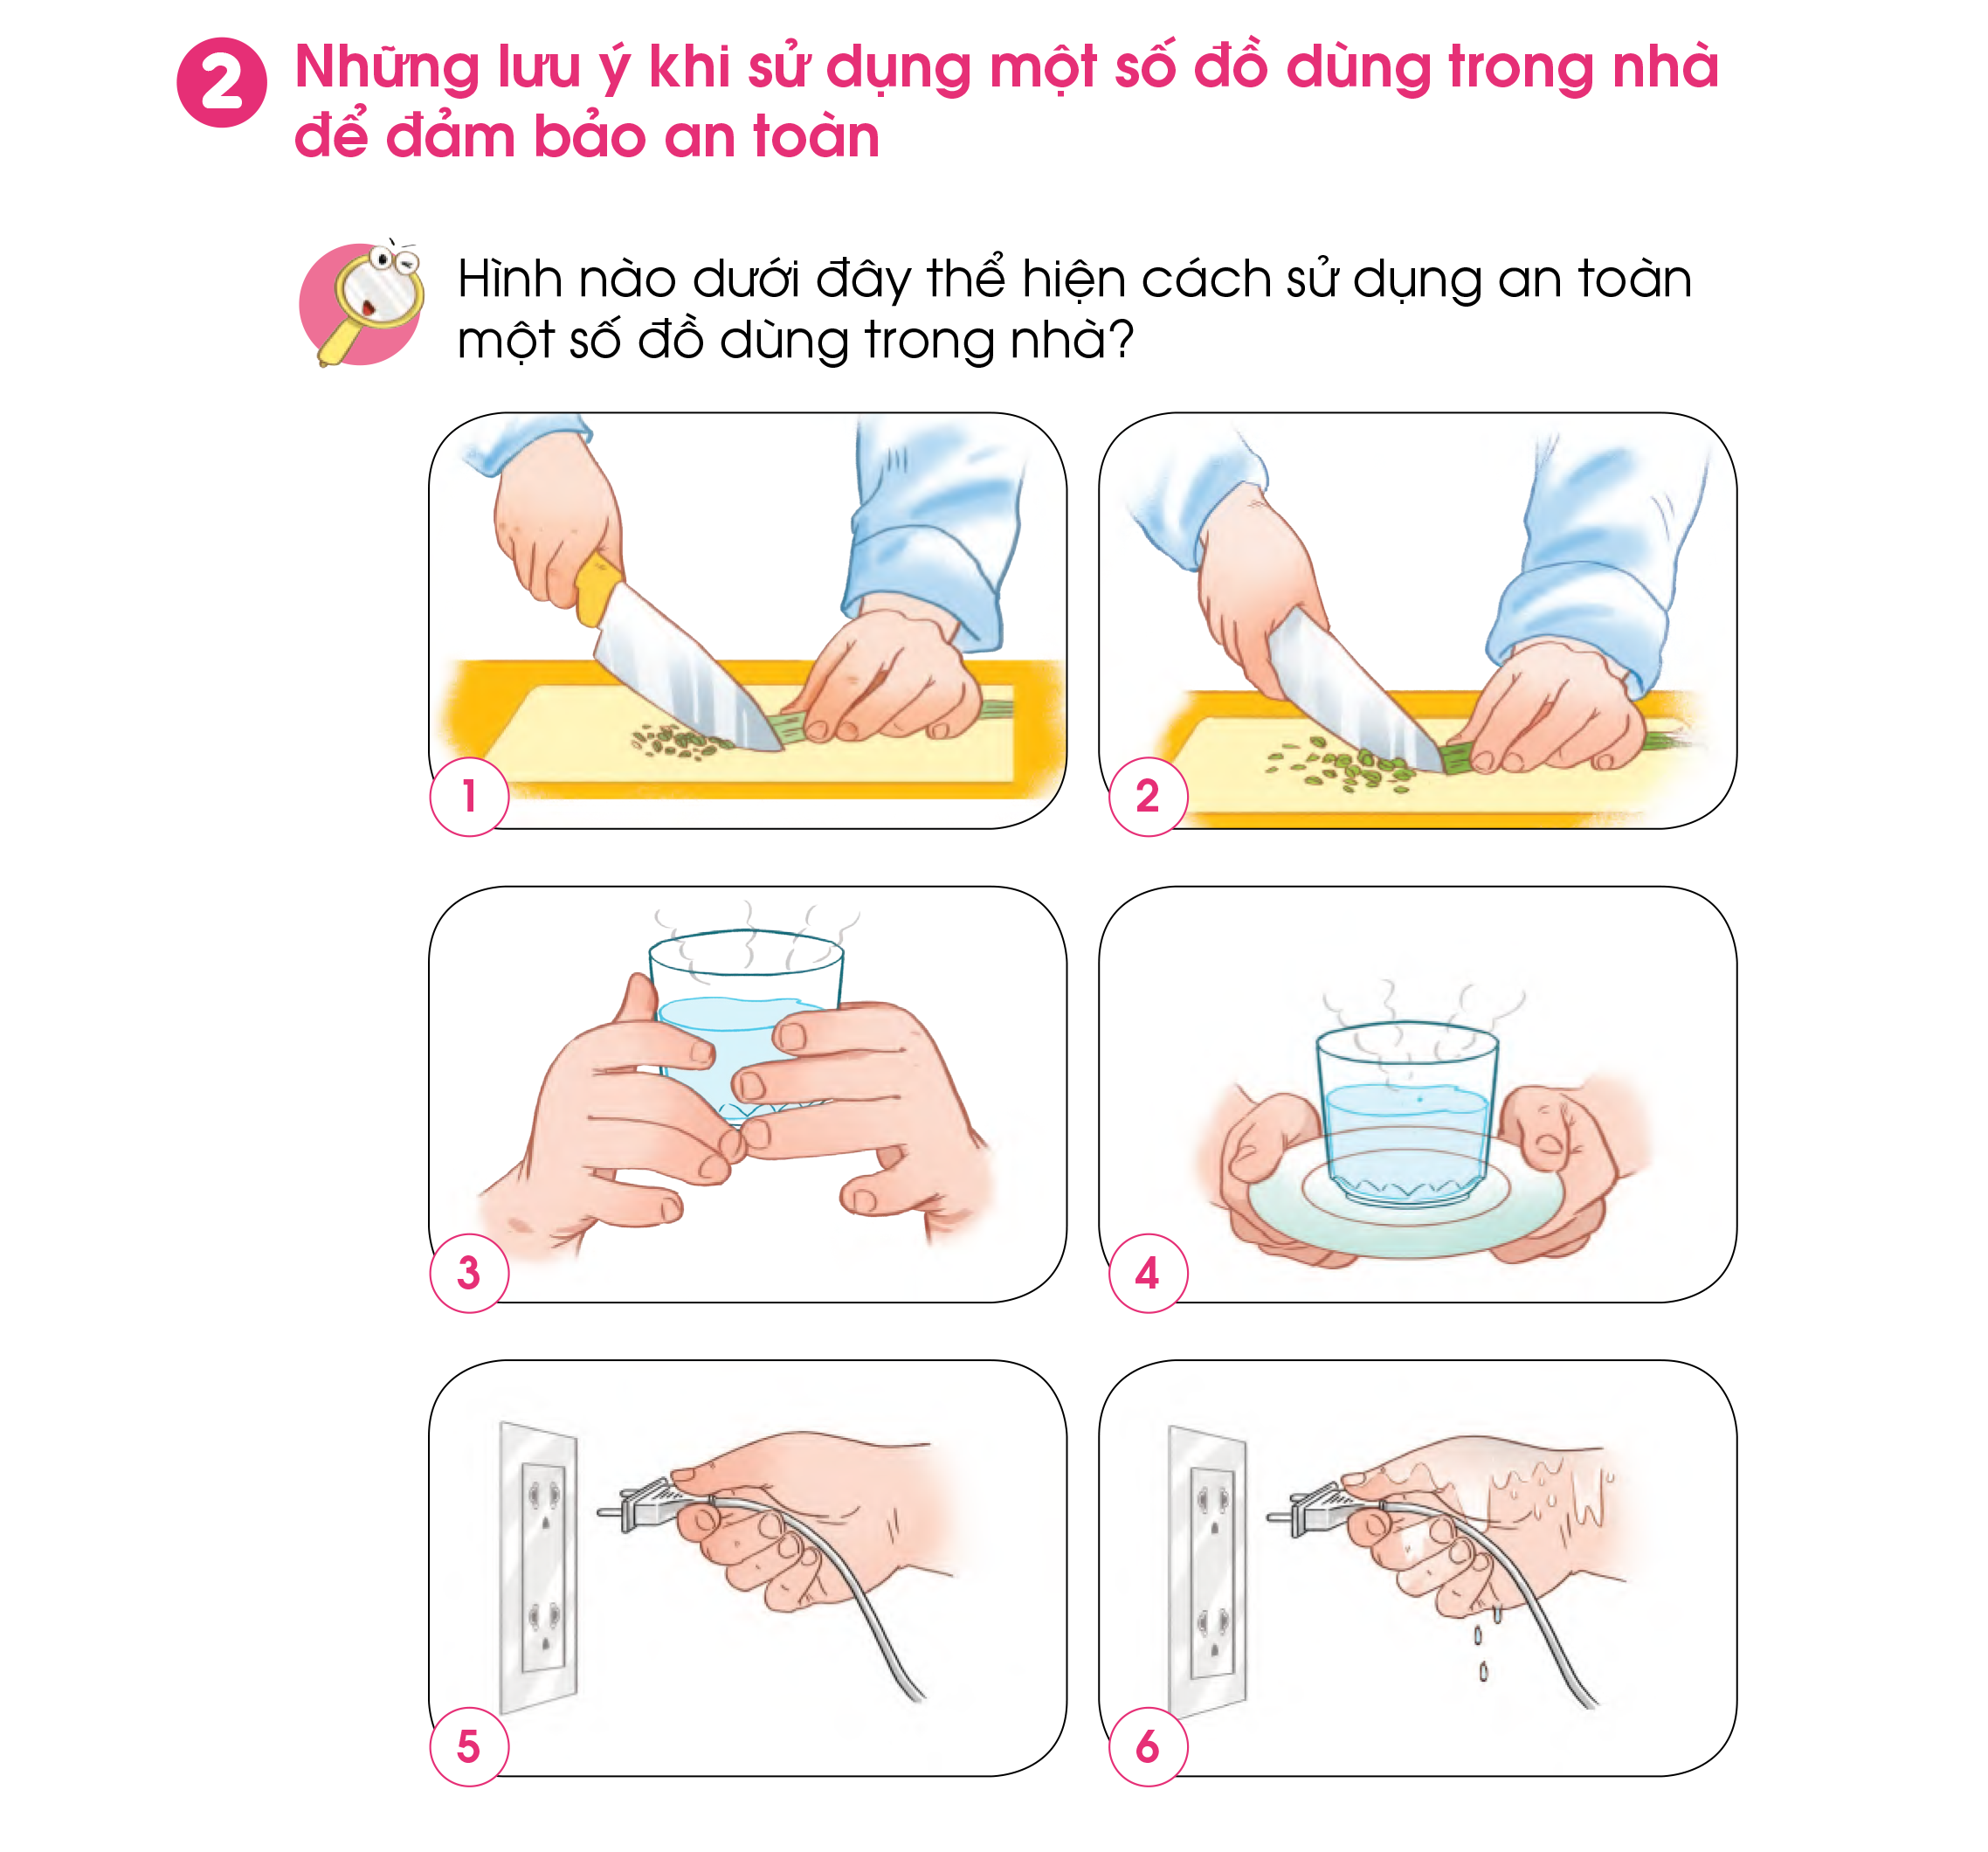 2 Những lưu ý khi sử dụng một số đồ dùng trong nhà
để đảm bảo an toàn
Hình nào dưới đây thể hiện cách sử dụng an toàn
một số đồ dùng trong nhà?
1
2
3
4
5
6